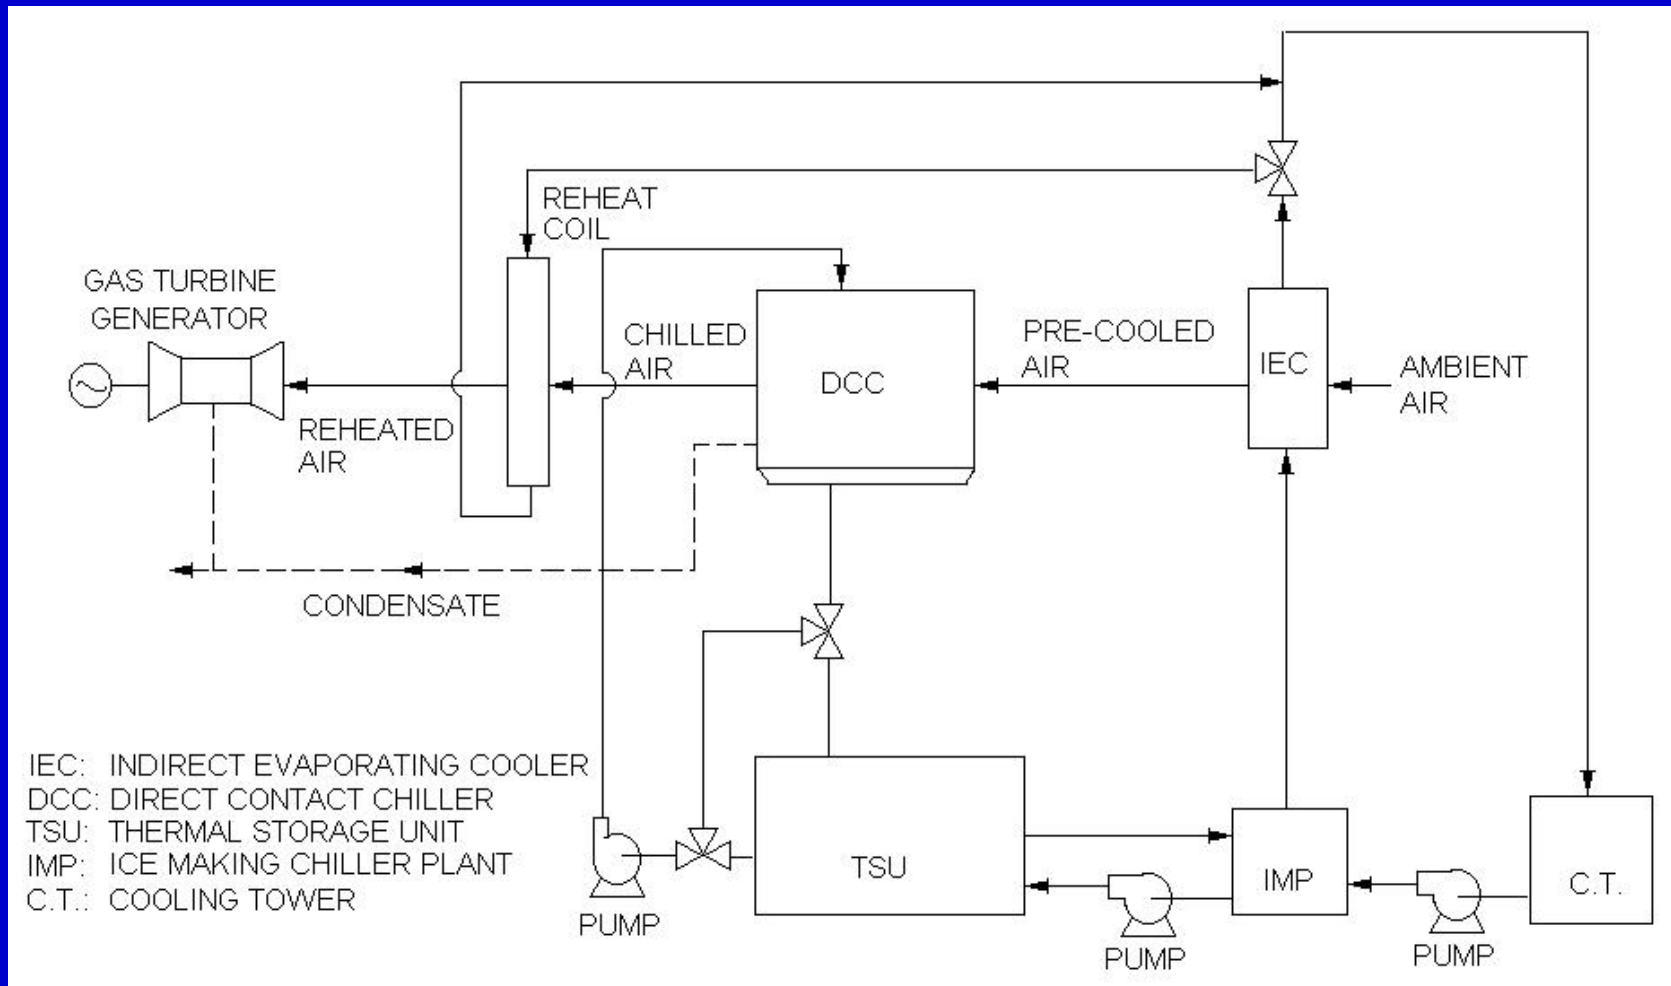 REHEAT
COIL
GAS TURBINE
GENERATOR
CHILLED
AIR
DCC
PRE-COOLED
AIR
IEC
AMBIENT
AIR
REHEATED
AIR
CONDENSATE
IEC: INDIRECT EVAPORATING COOLER
DCC: DIRECT CONTACT CHILLER
TSU: THERMAL STORAGE UNIT
IMP: ICE MAKING CHILLER PLANT
C.T.: COOLING TOWER
PUMP
TSU
PUMP
IMP
PUMP
C.T.